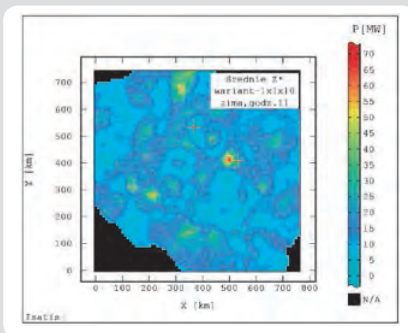 P [MW]
Średnie Z*
wariant-1x1x10
zima, godz.11
700
600
500
400
300
200
100
0
Y [km]
0 100 200 300 400 500 600 700 800
X [km]
70
65
60
55
50
45
40
35
30
25
20
15
10
5
0
N/A
Isatis